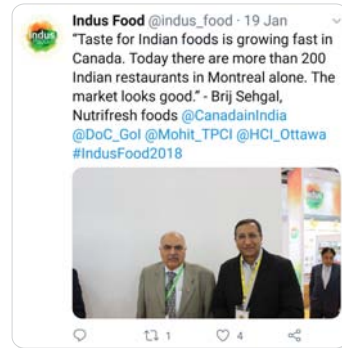 Indus Food @indus_food · 19 Jan
indus
"Taste for Indian foods is growing fast in
Canada. Today there are more than 200
Indian restaurants in Montreal alone. The
market looks good." - Brij Sehgal,
Nutrifresh foods @CanadainIndia
@DoC_GoI @Mohit_TPCI @HCI_Ottawa
#IndusFood2018
1
4